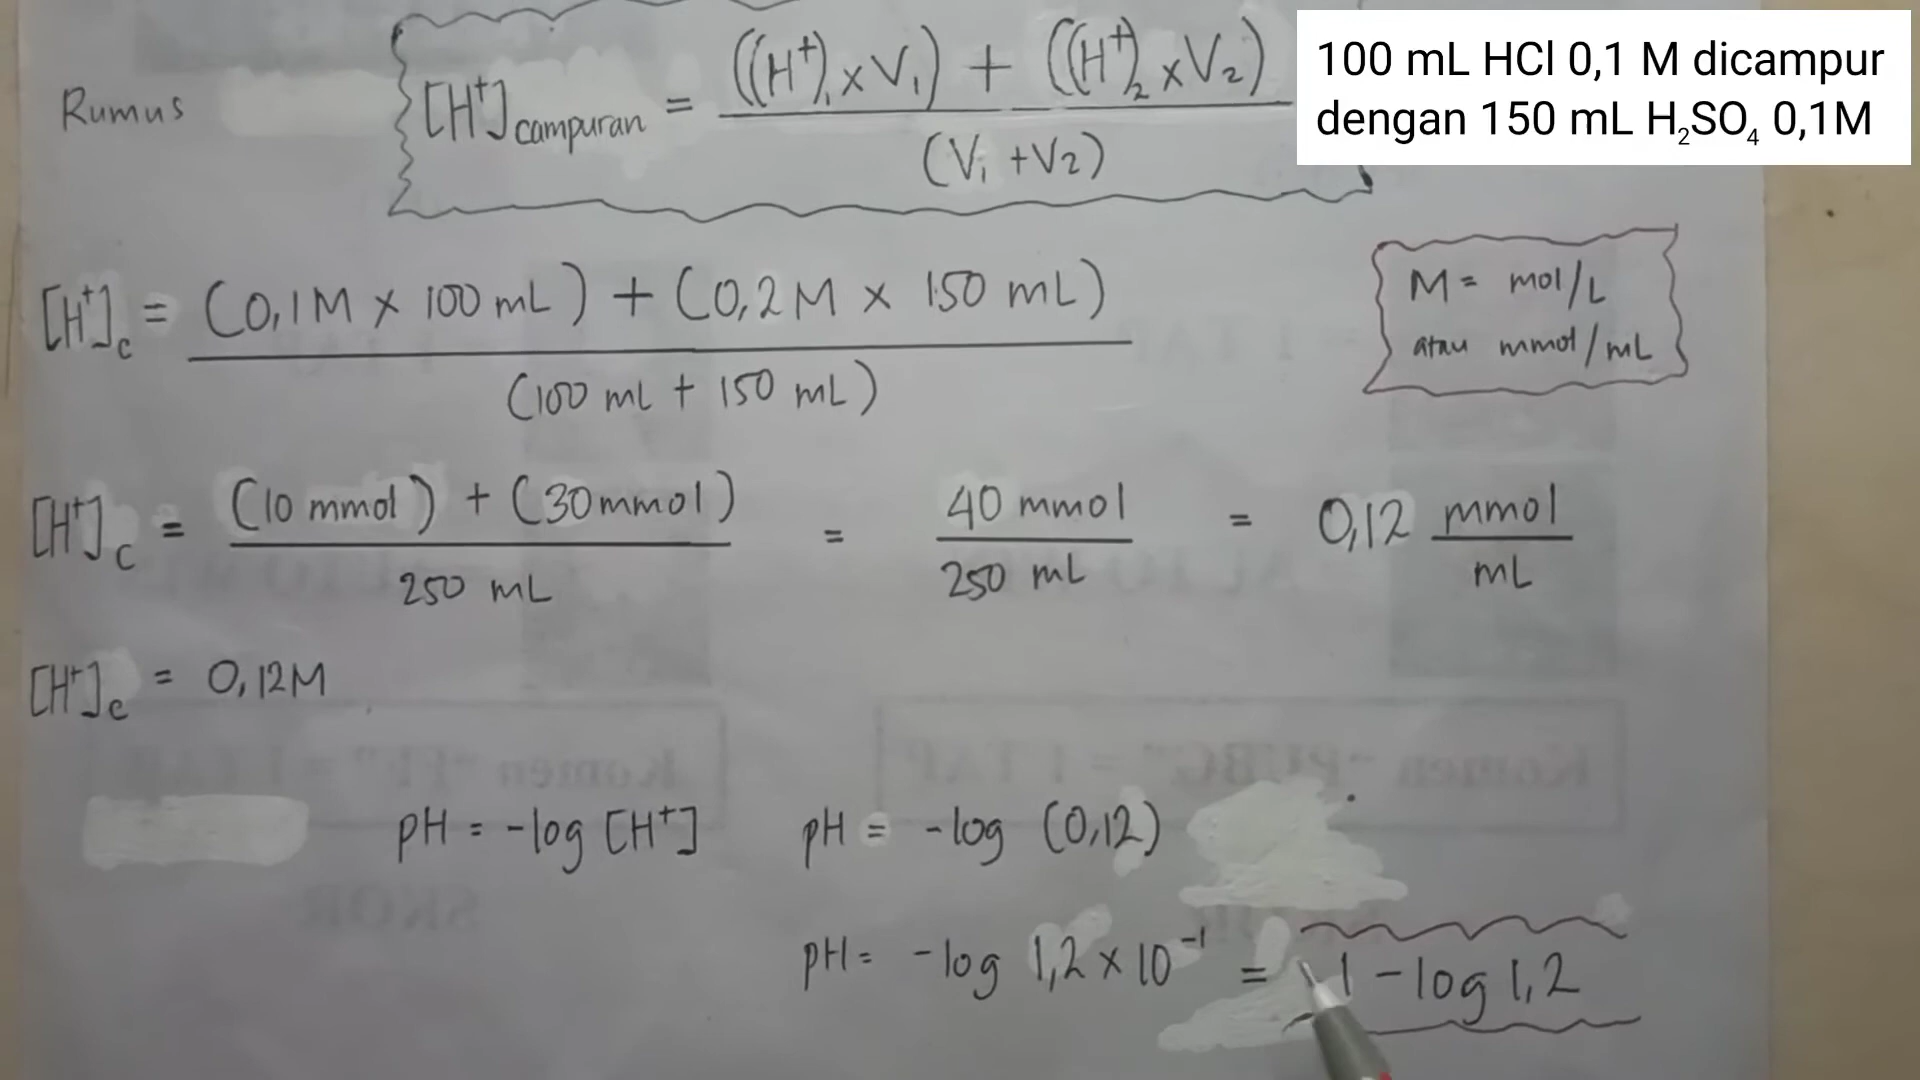 100 mL HCl 0,1 M dicampur
dengan 150 mL H₂SO₄ 0,1M
Rumus [H⁺]campuran = ((H⁺)₁ x V₁) + ((H⁺)₂ x V₂) / (V₁ + V₂)
[H⁺]c = (0,1 M x 100 mL) + (0,2 M x 150 mL) / (100 mL + 150 mL)
M = mol/L
atau mmol/mL
[H⁺]c = (10 mmol) + (30 mmol) / 250 mL = 40 mmol / 250 mL = 0,12 mmol / mL
[H⁺]c = 0,12 M
pH = -log [H⁺] pH = -log (0,12)
pH = -log 1,2 x 10⁻¹ = 1 - log 1,2